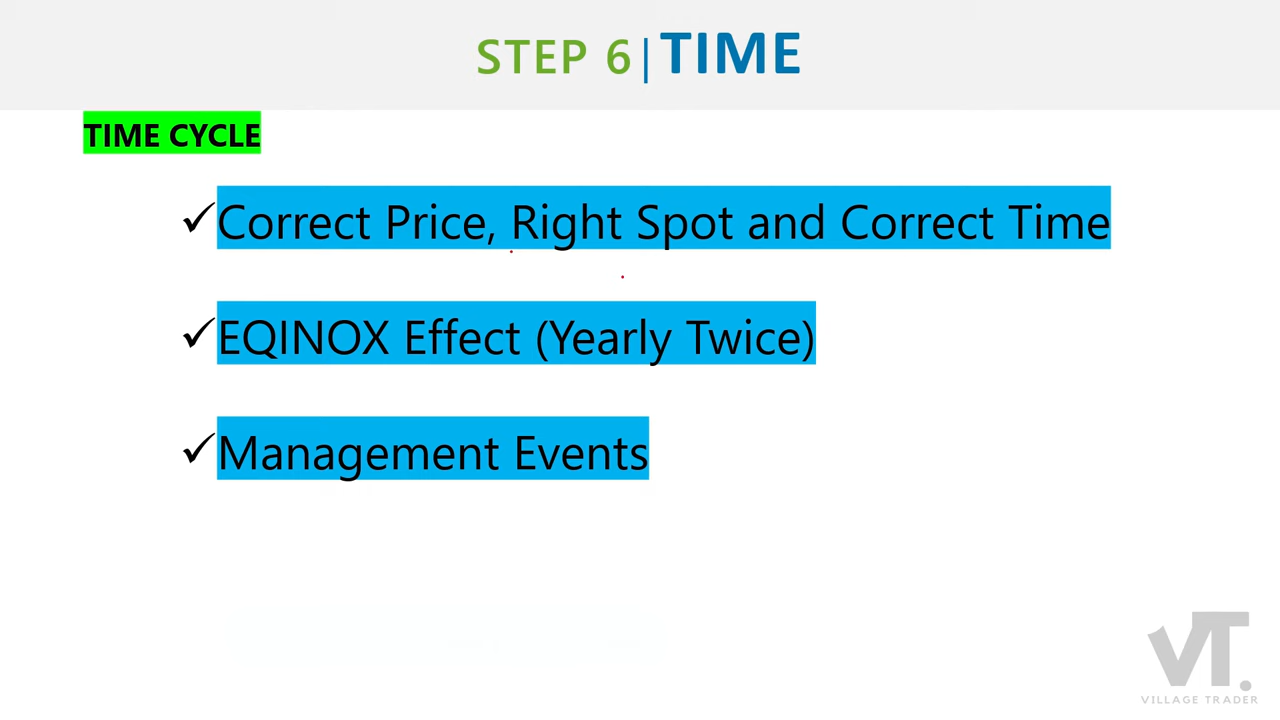 STEP 6|TIME
TIME CYCLE
✓Correct Price, Right Spot and Correct Time
✓EQINOX Effect (Yearly Twice)
✓Management Events
VT.
VILLAGE TRADER